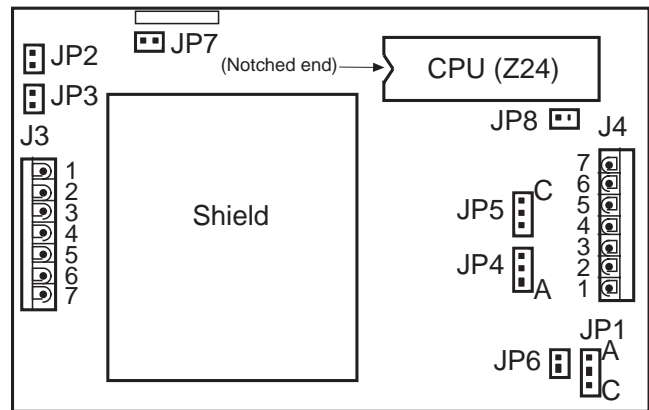 JP2
JP7
(Notched end)
CPU (Z24)
JP3
JP8
J3
J4
1
2
3
4
5
6
7
Shield
7
6
5
4
3
2
1
C
JP5
JP4
A
JP1
JP6
A
C